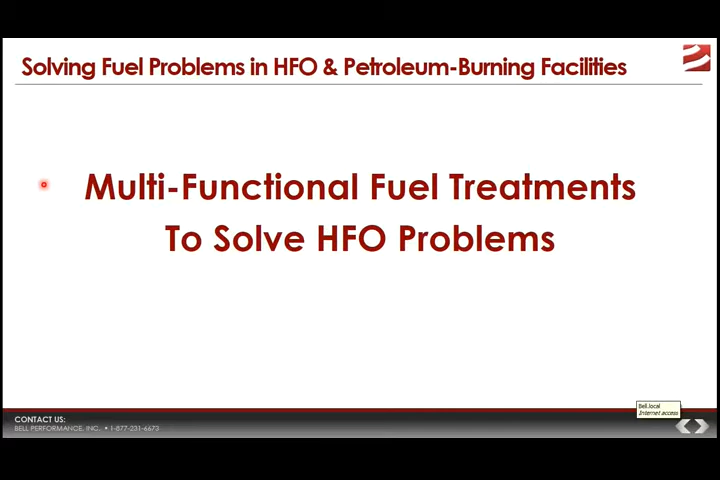 Solving Fuel Problems in HFO & Petroleum-Burning Facilities
Multi-Functional Fuel Treatments
To Solve HFO Problems
Bell.local
Internet access
CONTACT US:
BELL PERFORMANCE, INC. • 1-877-231-6673